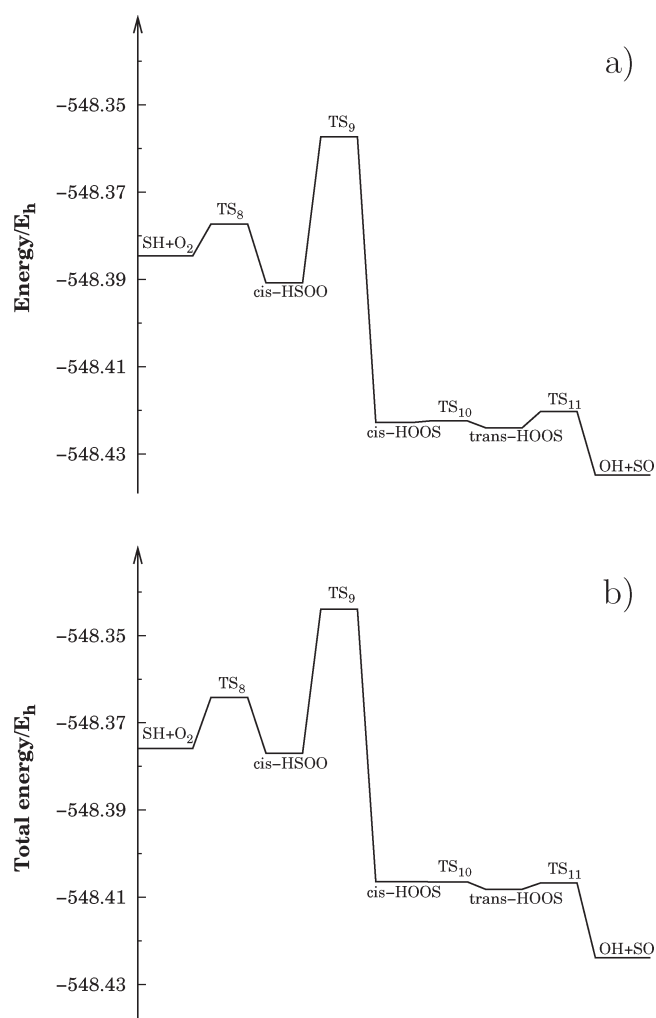 a)
−548.35
TS9
−548.37
TS8
SH+O2
Energy/Eh
−548.39
cis−HSOO
−548.41
TS10
TS11
cis−HOOS
trans−HOOS
−548.43
OH+SO
b)
TS9
−548.35
TS8
−548.37
SH+O2
cis−HSOO
Total energy/Eh
−548.39
TS10
TS11
cis−HOOS
trans−HOOS
−548.41
OH+SO
−548.43